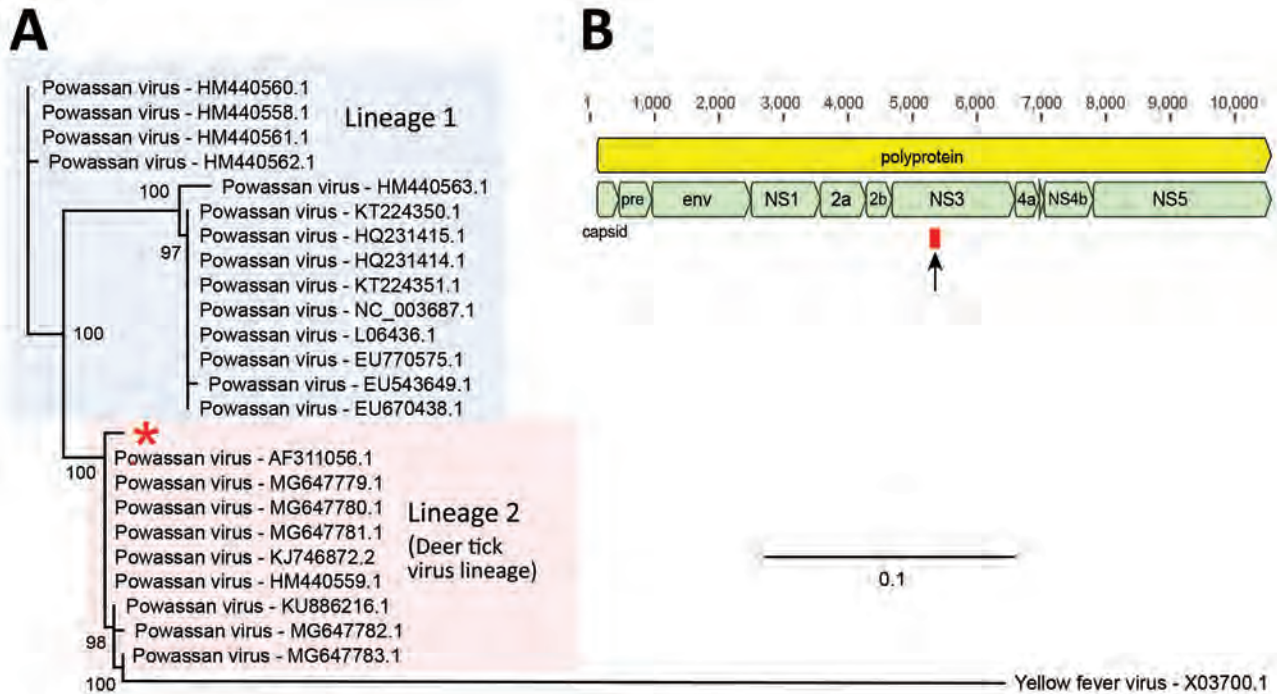 A
Powassan virus - HM440560.1
Powassan virus - HM440558.1
Powassan virus - HM440561.1
Powassan virus - HM440562.1
Lineage 1
100
Powassan virus - HM440563.1
Powassan virus - KT224350.1
97
Powassan virus - HQ231415.1
Powassan virus - HQ231414.1
Powassan virus - KT224351.1
Powassan virus - NC_003687.1
100
Powassan virus - L06436.1
Powassan virus - EU770575.1
Powassan virus - EU543649.1
Powassan virus - EU670438.1
*
100
Powassan virus - AF311056.1
Powassan virus - MG647779.1
Powassan virus - MG647780.1
Powassan virus - MG647781.1
Powassan virus - KJ746872.2
Powassan virus - HM440559.1
Lineage 2
(Deer tick
virus lineage)
Powassan virus - KU886216.1
98
Powassan virus - MG647782.1
Powassan virus - MG647783.1
100
Yellow fever virus - X03700.1
B
1 1,000 2,000 3,000 4,000 5,000 6,000 7,000 8,000 9,000 10,000
polyprotein
pre env NS1 2a 2b NS3 4a NS4b NS5
capsid
0.1